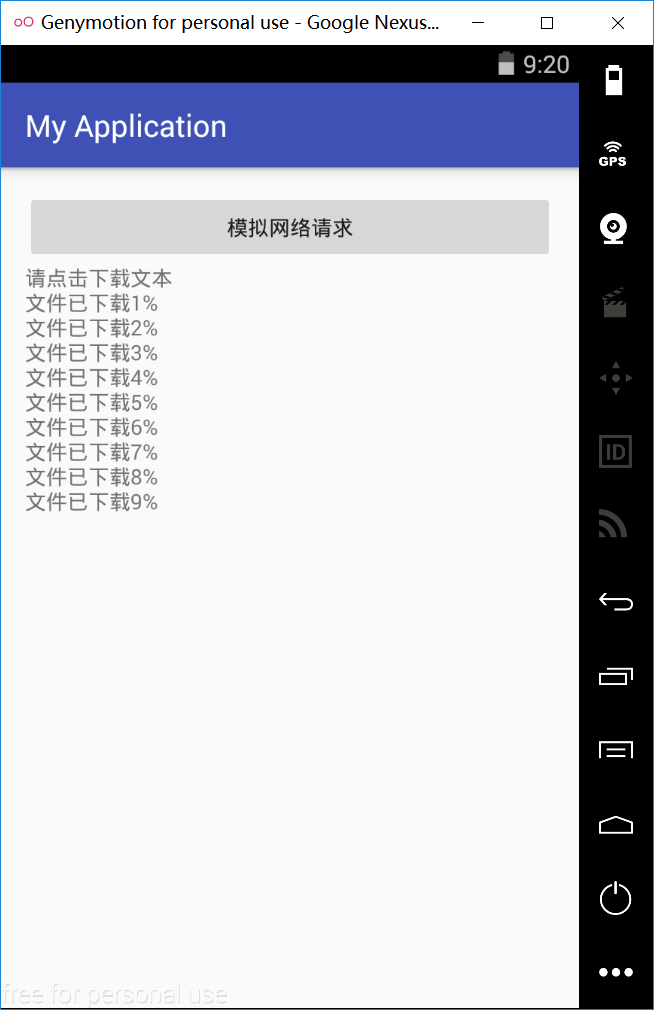 Genymotion for personal use - Google Nexus...
9:20
GPS
My Application
模拟网络请求
请点击下载文本
文件已下载1%
文件已下载2%
文件已下载3%
文件已下载4%
文件已下载5%
文件已下载6%
文件已下载7%
文件已下载8%
文件已下载9%
ID
free for personal use